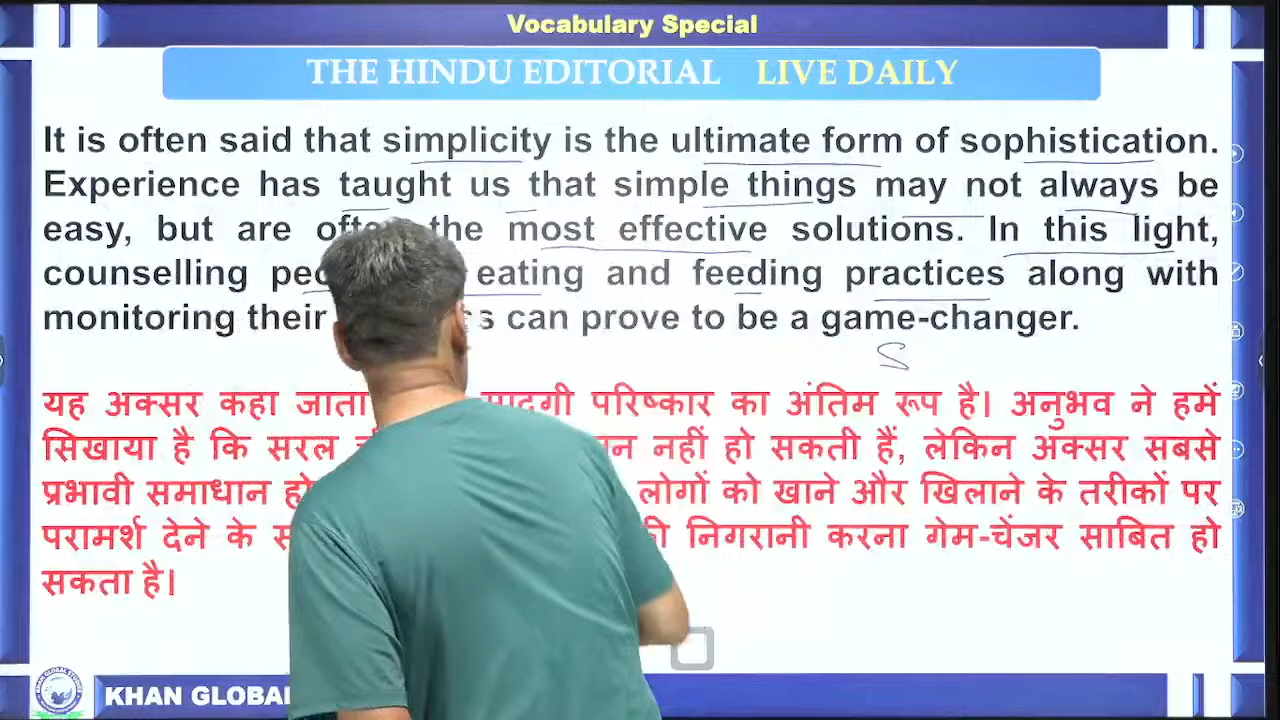 Vocabulary Special
THE HINDU EDITORIAL LIVE DAILY
It is often said that simplicity is the ultimate form of sophistication.
Experience has taught us that simple things may not always be
easy, but are the most effective solutions. In this light,
counselling eating and feeding practices along with
monitoring their can prove to be a game-changer.
S
यह अक्सर कहा जाता परिष्कार का अंतिम रूप है। अनुभव ने हमें
सिखाया है कि सरल नहीं हो सकती हैं, लेकिन अक्सर सबसे
प्रभावी समाधान लोगों को खाने और खिलाने के तरीकों पर
परामर्श देने के निगरानी करना गेम-चेंजर साबित हो
सकता है।
KHAN GLOBAL